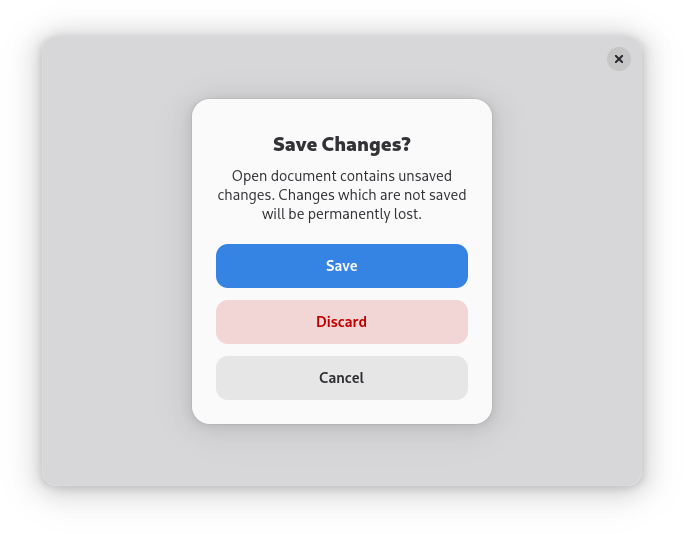 Save Changes?
Open document contains unsaved
changes. Changes which are not saved
will be permanently lost.
Save
Discard
Cancel